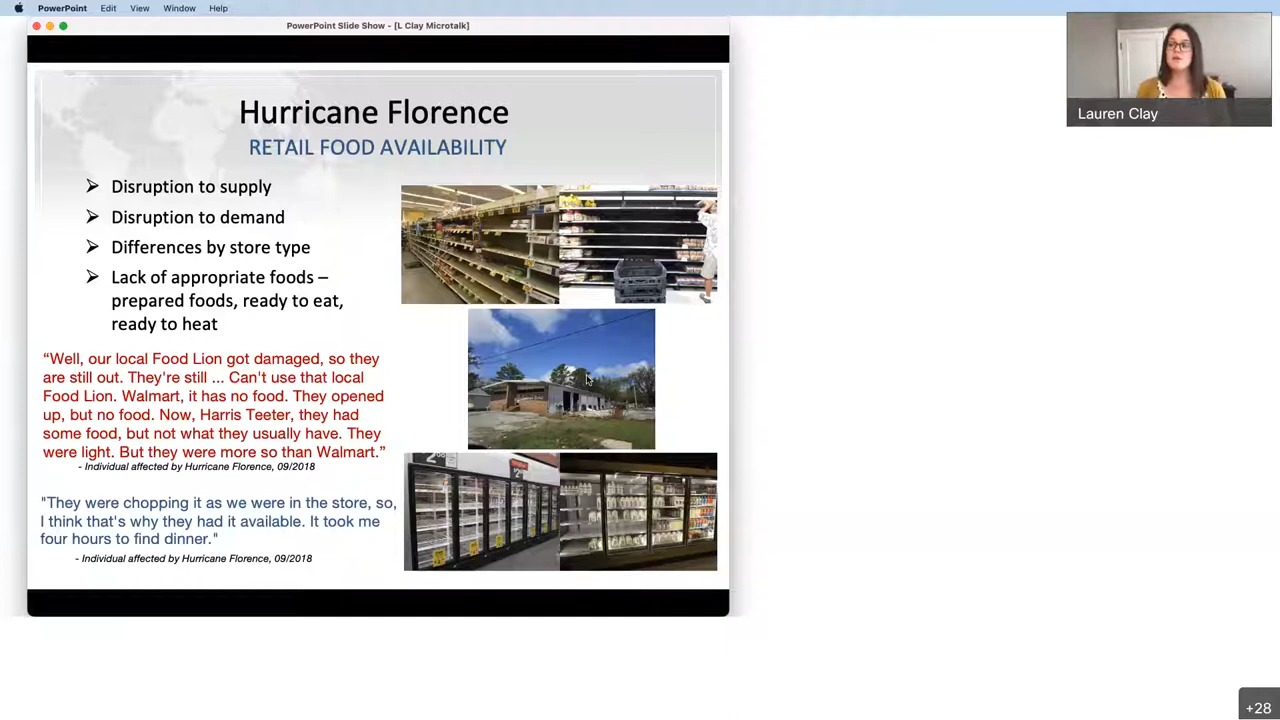 PowerPoint Edit View Window Help
PowerPoint Slide Show - [L Clay Microtalk]
Lauren Clay
Hurricane Florence
RETAIL FOOD AVAILABILITY
Disruption to supply
Disruption to demand
Differences by store type
Lack of appropriate foods –
prepared foods, ready to eat,
ready to heat
“Well, our local Food Lion got damaged, so they
are still out. They're still ... Can't use that local
Food Lion. Walmart, it has no food. They opened
up, but no food. Now, Harris Teeter, they had
some food, but not what they usually have. They
were light. But they were more so than Walmart.”
- Individual affected by Hurricane Florence, 09/2018
"They were chopping it as we were in the store, so,
I think that's why they had it available. It took me
four hours to find dinner."
- Individual affected by Hurricane Florence, 09/2018
+28